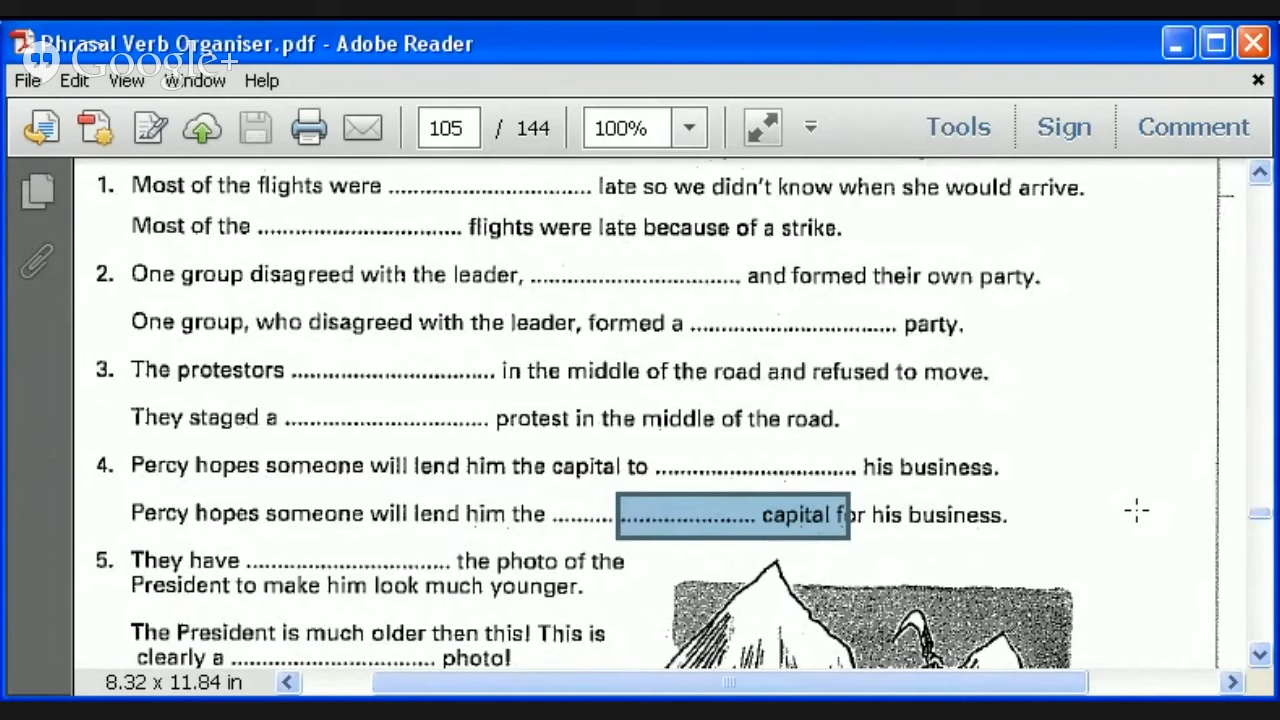 Phrasal Verb Organiser.pdf - Adobe Reader
Google+
File Edit View Window Help
105 / 144 100% Tools Sign Comment
1. Most of the flights were ................................ late so we didn't know when she would arrive.
Most of the ................................ flights were late because of a strike.
2. One group disagreed with the leader, ................................ and formed their own party.
One group, who disagreed with the leader, formed a ................................ party.
3. The protestors ................................ in the middle of the road and refused to move.
They staged a ................................ protest in the middle of the road.
4. Percy hopes someone will lend him the capital to ................................ his business.
Percy hopes someone will lend him the ................................ capital for his business.
5. They have ................................ the photo of the
President to make him look much younger.
The President is much older then this! This is
clearly a ................................ photo!
8.32 x 11.84 in